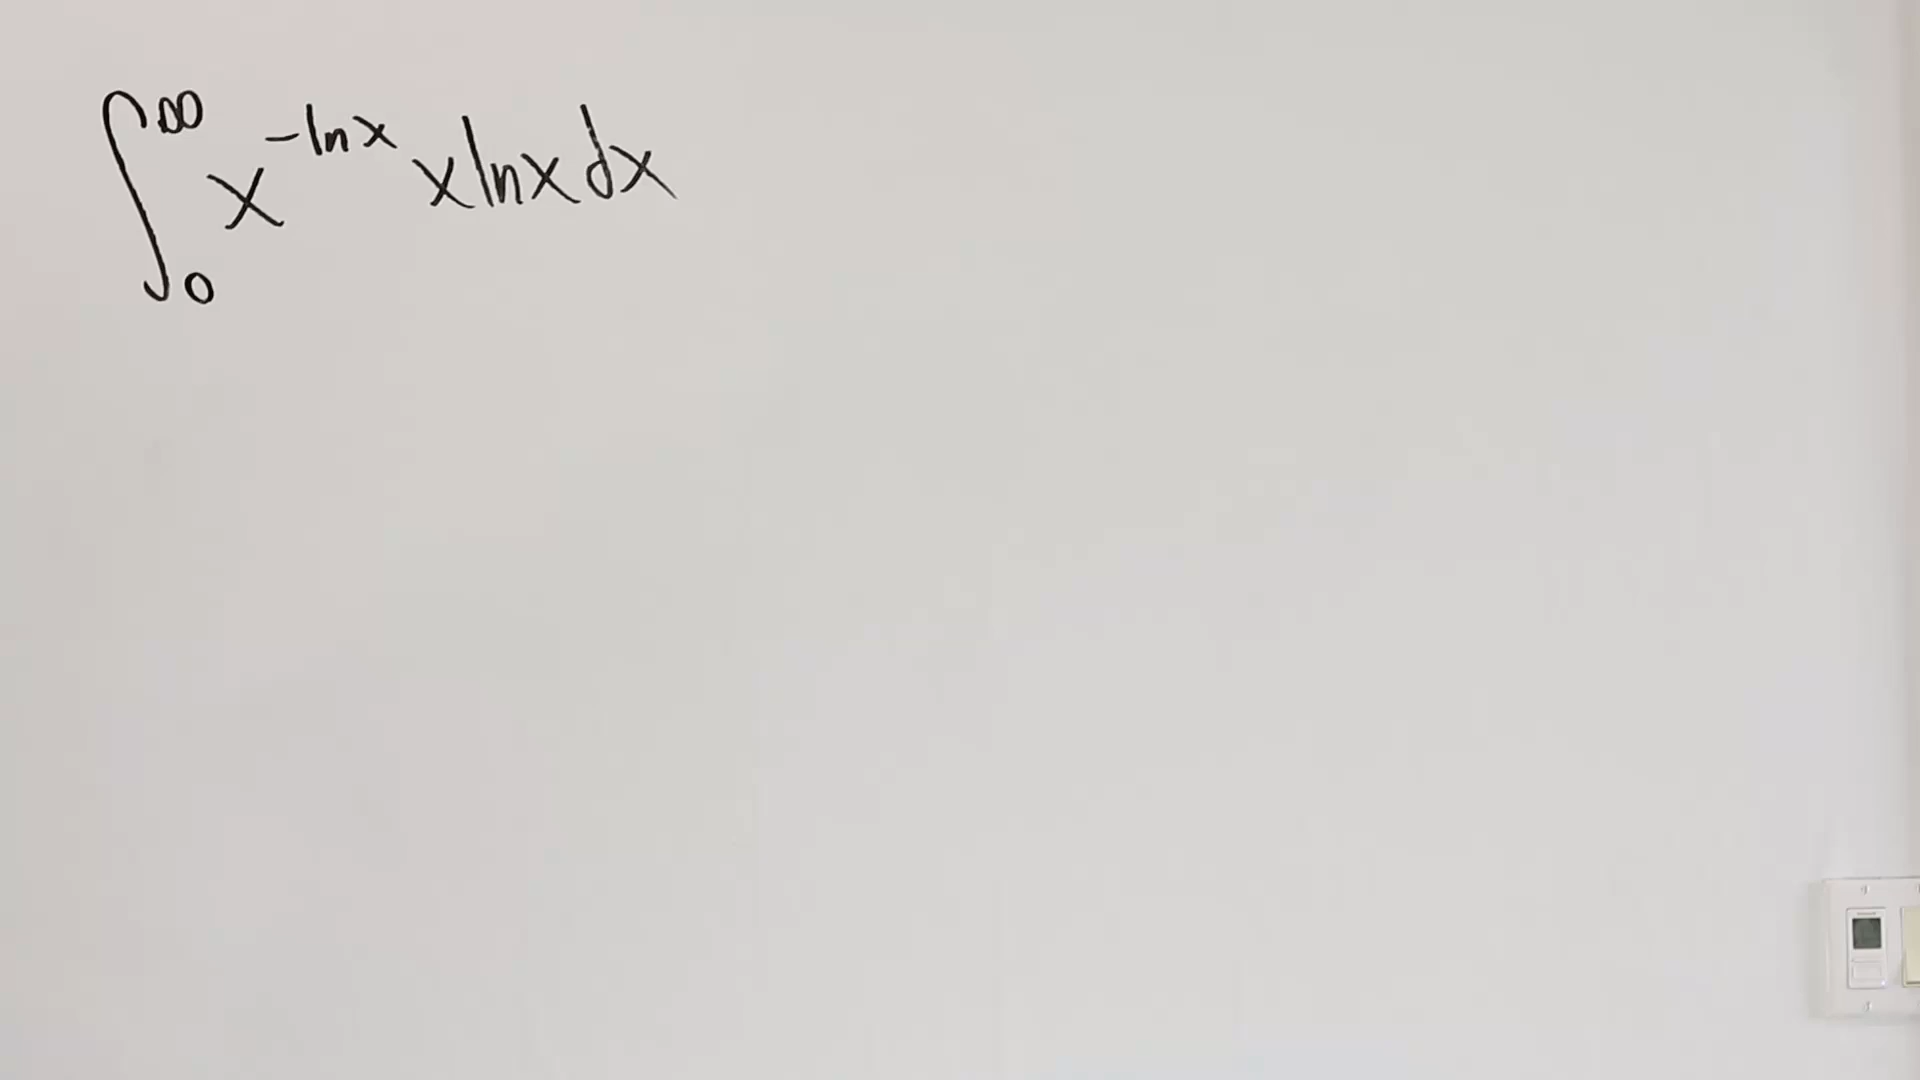 ∫₀^∞ x^(-ln x) x ln x dx